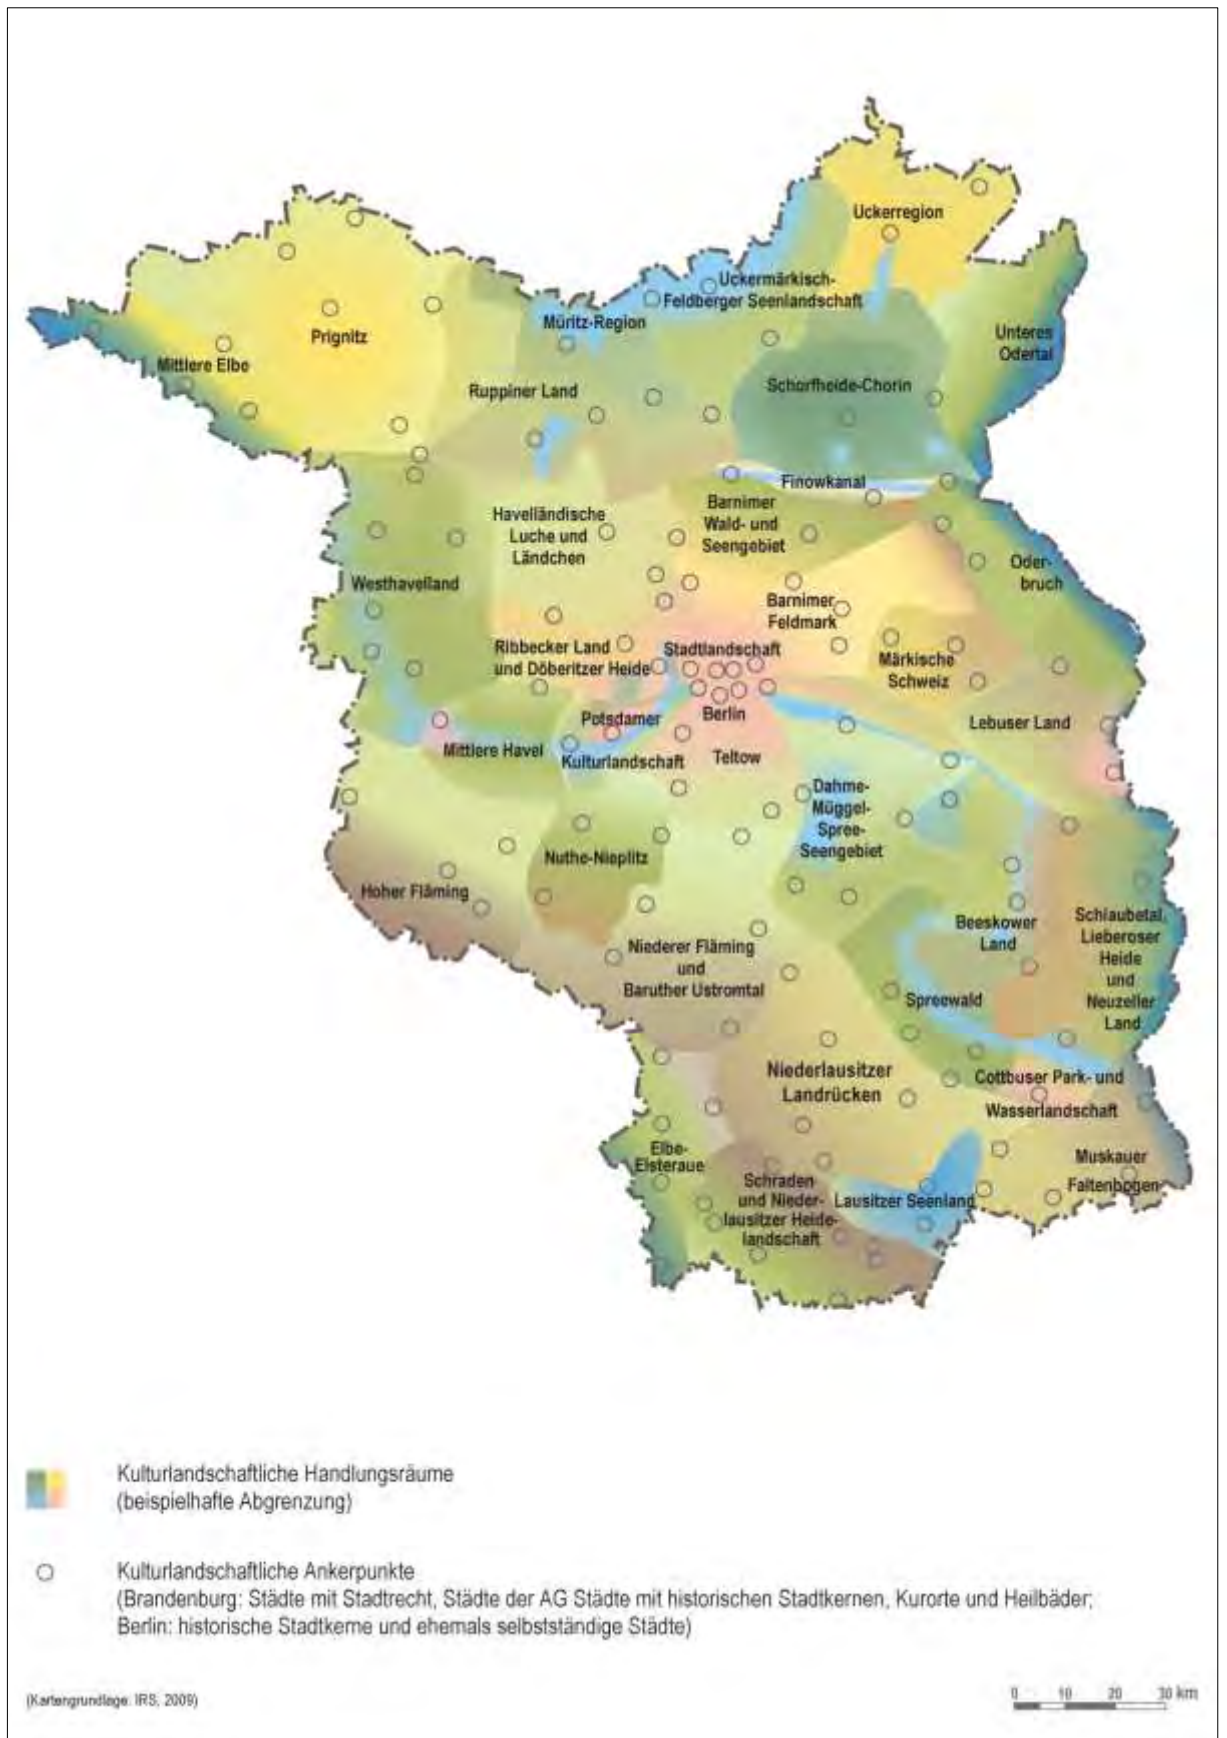 Uckerregion
Uckermärkisch-
Feldberger Seenlandschaft
Müritz-Region
Unteres
Odertal
Prignitz
Mittlere Elbe
Ruppiner Land
Schorfheide-Chorin
Finowkanal
Barnimer
Wald- und
Seengebiet
Havelländische
Luche und
Ländchen
Oder-
bruch
Westhavelland
Barnimer
Feldmark
Ribbecker Land
und Döberitzer Heide
Stadtlandschaft
Berlin
Märkische
Schweiz
Lebuser Land
Potsdamer
Kulturlandschaft
Mittlere Havel
Teltow
Dahme-
Müggel-
Spree-
Seengebiet
Nuthe-Nieplitz
Hoher Fläming
Beeskower
Land
Schlaubetal,
Lieberoser
Heide
und
Neuzeller
Land
Niederer Fläming
und
Baruther Ustromtal
Spreewald
Niederlausitzer
Landrücken
Cottbuser Park- und
Wasserlandschaft
Elbe-
Elsteraue
Muskauer
Faltenbogen
Schraden
und Nieder-
lausitzer Heide-
landschaft
Lausitzer Seenland
Kulturlandschaftliche Handlungsräume
(beispielhafte Abgrenzung)
Kulturlandschaftliche Ankerpunkte
(Brandenburg: Städte mit Stadtrecht, Städte der AG Städte mit historischen Stadtkernen, Kurorte und Heilbäder;
Berlin: historische Stadtkerne und ehemals selbstständige Städte)
(Kartengrundlage: IRS, 2009)
0 10 20 30 km